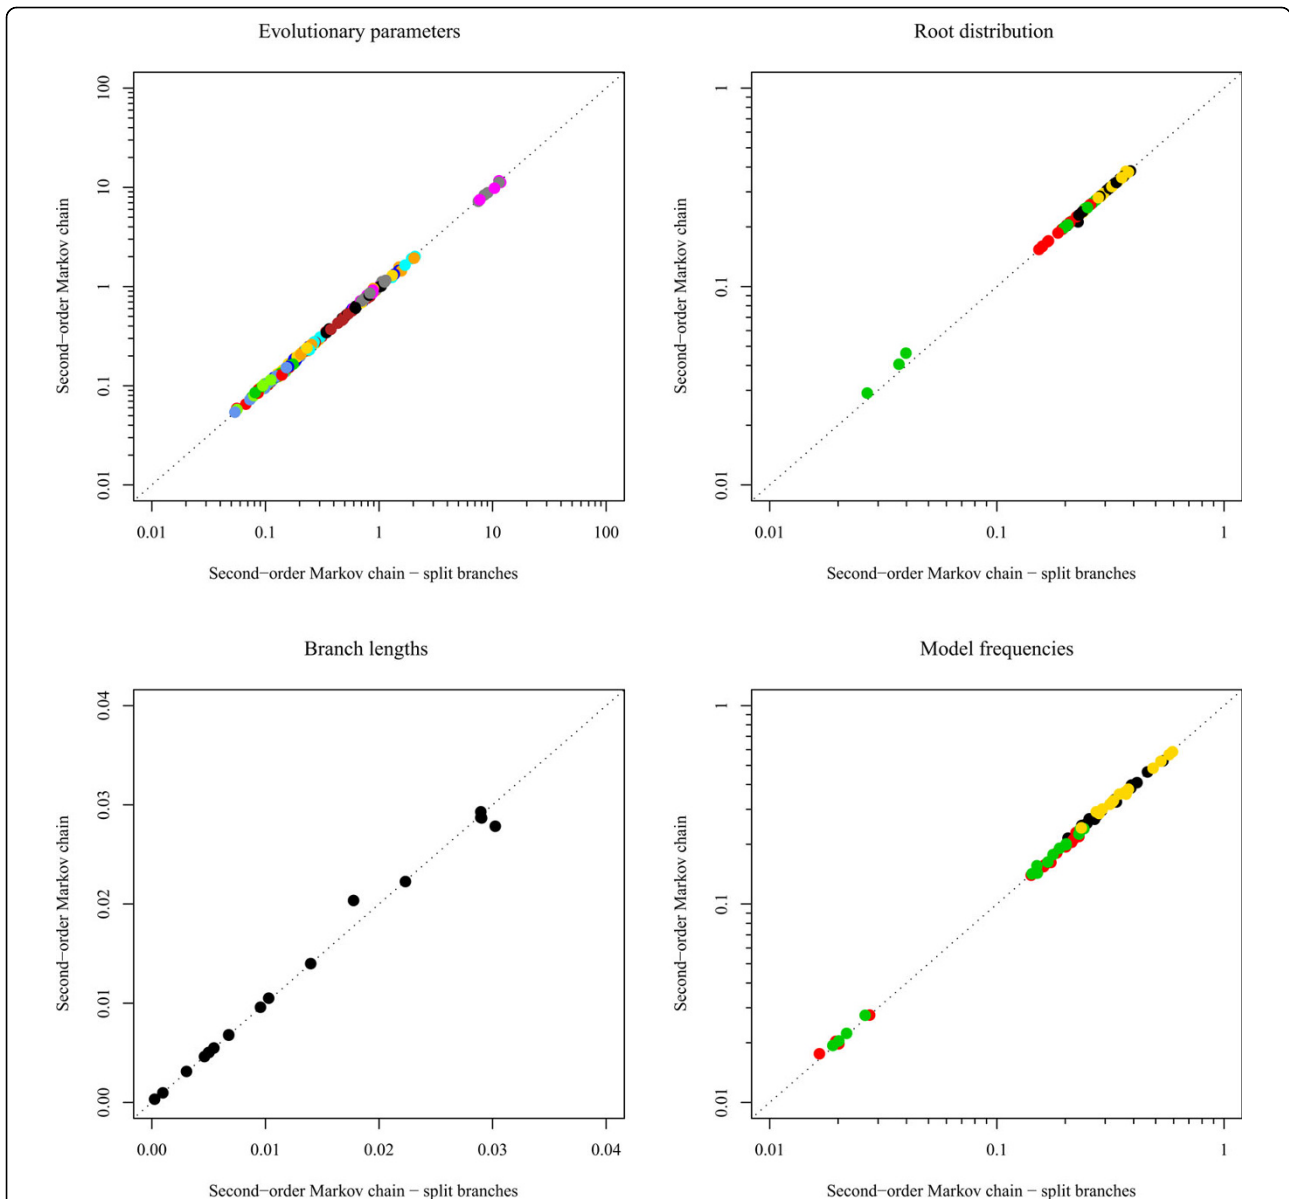 Evolutionary parameters
Second−order Markov chain
100
10
1
0.1
0.01
0.01 0.1 1 10 100
Second−order Markov chain − split branches
Root distribution
Second−order Markov chain
1
0.1
0.01
0.01 0.1 1
Second−order Markov chain − split branches
Branch lengths
Second−order Markov chain
0.04
0.03
0.02
0.01
0.00
0.00 0.01 0.02 0.03 0.04
Second−order Markov chain − split branches
Model frequencies
Second−order Markov chain
1
0.1
0.01
0.01 0.1 1
Second−order Markov chain − split branches